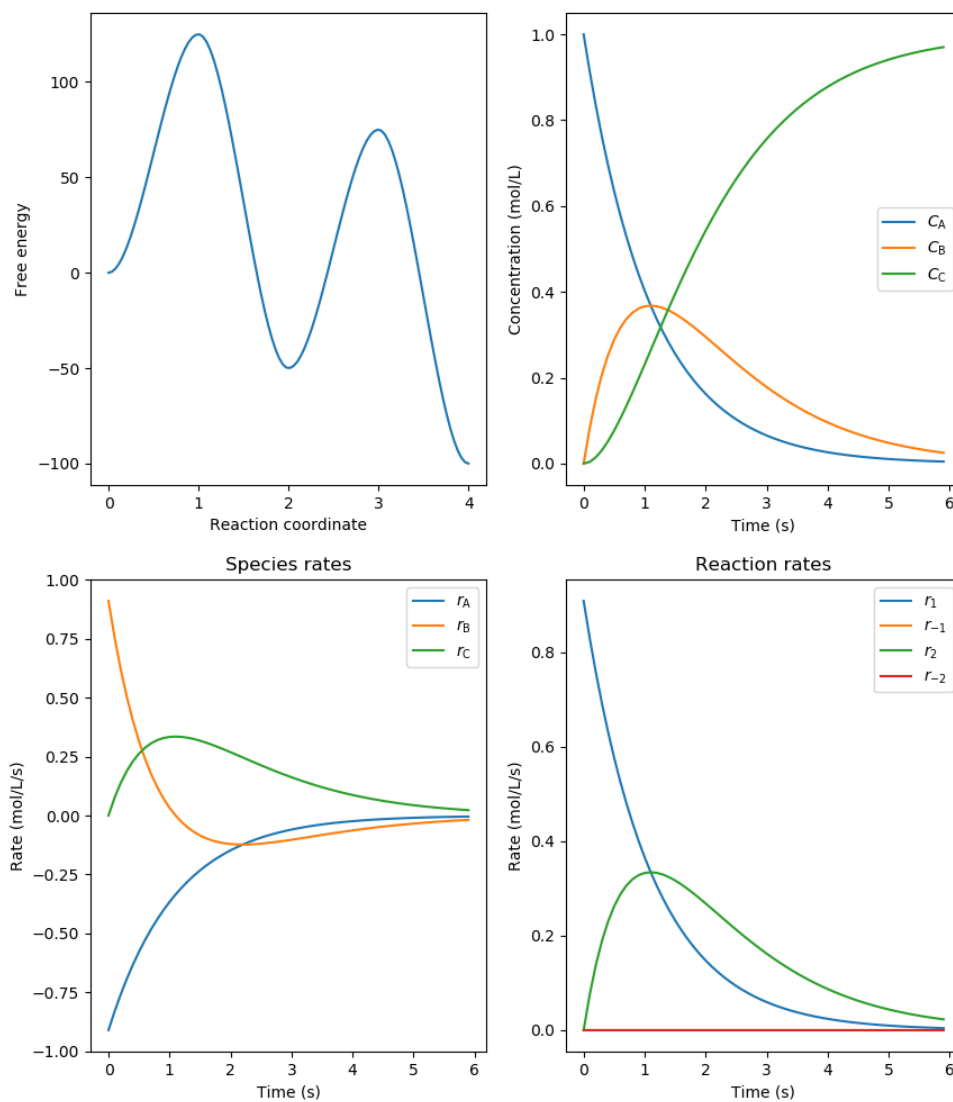 Free energy
100
50
0
−50
−100
0 1 2 3 4
Reaction coordinate
Concentration (mol/L)
1.0
0.8
0.6
0.4
0.2
0.0
C_A
C_B
C_C
0 1 2 3 4 5 6
Time (s)
Species rates
Rate (mol/L/s)
1.00
0.75
0.50
0.25
0.00
−0.25
−0.50
−0.75
−1.00
r_A
r_B
r_C
0 1 2 3 4 5 6
Time (s)
Reaction rates
Rate (mol/L/s)
0.8
0.6
0.4
0.2
0.0
r_1
r_−1
r_2
r_−2
0 1 2 3 4 5 6
Time (s)